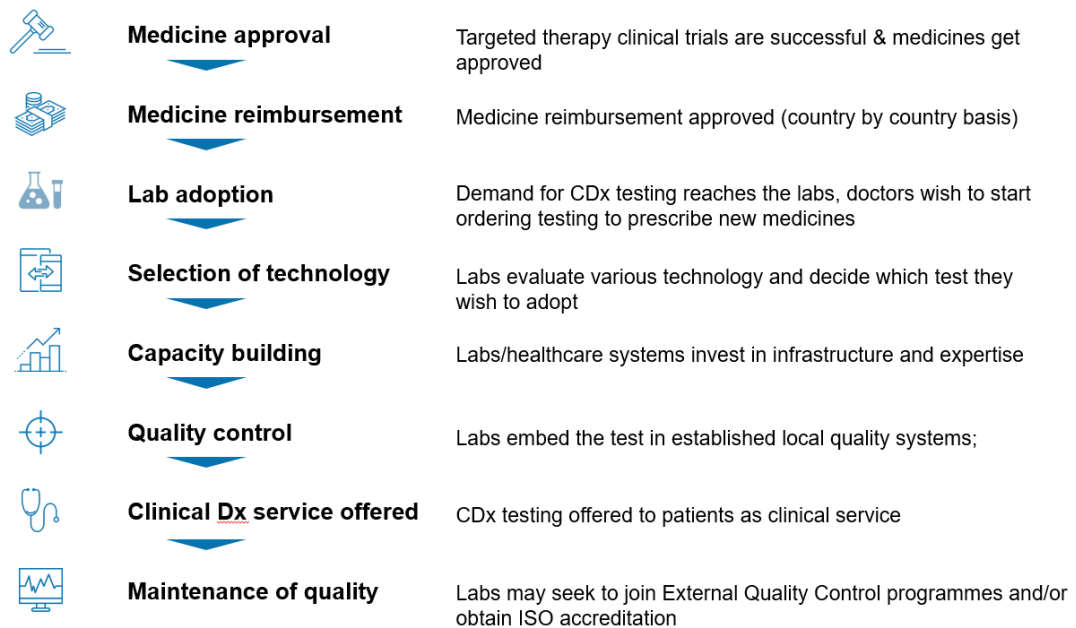 Medicine approval
Targeted therapy clinical trials are successful & medicines get
approved
Medicine reimbursement
Medicine reimbursement approved (country by country basis)
Lab adoption
Demand for CDx testing reaches the labs, doctors wish to start
ordering testing to prescribe new medicines
Selection of technology
Labs evaluate various technology and decide which test they
wish to adopt
Capacity building
Labs/healthcare systems invest in infrastructure and expertise
Quality control
Labs embed the test in established local quality systems;
Clinical Dx service offered
CDx testing offered to patients as clinical service
Maintenance of quality
Labs may seek to join External Quality Control programmes and/or
obtain ISO accreditation